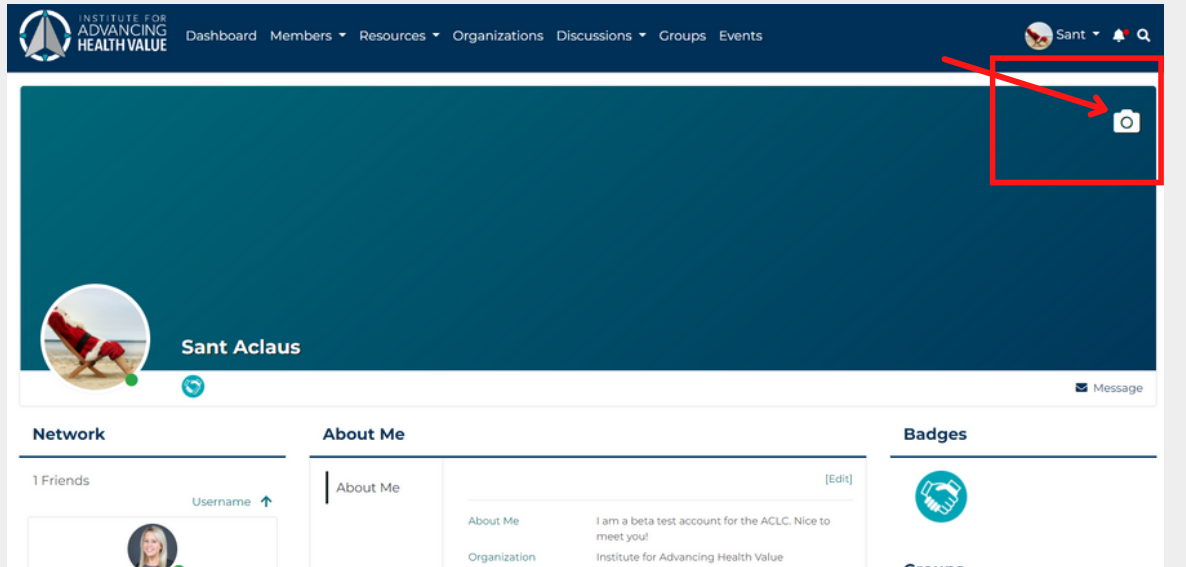 INSTITUTE FOR
ADVANCING
HEALTH VALUE
Dashboard Members Resources Organizations Discussions Groups Events
Sant
Sant Aclaus
Message
Network
About Me
Badges
1 Friends
Username
About Me
[Edit]
About Me
I am a beta test account for the ACLC. Nice to
meet you!
Organization
Institute for Advancing Health Value